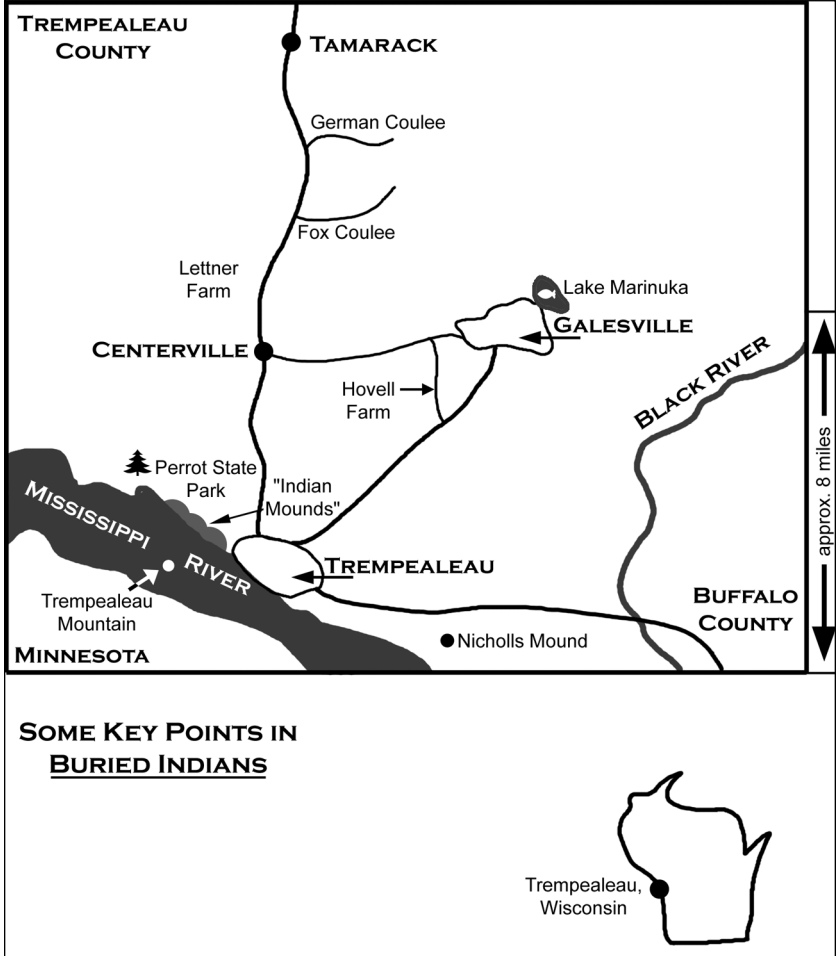 TREMPEALEAU
COUNTY
TAMARACK
German Coulee
Fox Coulee
Lettner
Farm
Lake Marinuka
GALESVILLE
CENTERVILLE
BLACK RIVER
Hovell
Farm
approx. 8 miles
Perrot State
Park
"Indian
Mounds"
MISSISSIPPI
RIVER
TREMPEALEAU
Trempealeau
Mountain
BUFFALO
COUNTY
Nicholls Mound
MINNESOTA
SOME KEY POINTS IN
BURIED INDIANS
Trempealeau,
Wisconsin